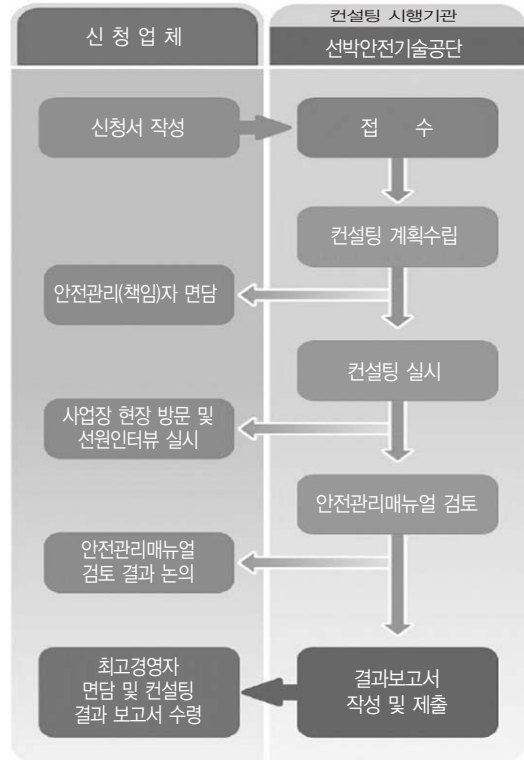 신 청 업 체
컨설팅 시행기관
선박안전기술공단
신청서 작성
접 수
컨설팅 계획수립
안전관리(책임)자 면담
컨설팅 실시
사업장 현장 방문 및
선원인터뷰 실시
안전관리매뉴얼 검토
안전관리매뉴얼
검토 결과 논의
최고경영자
면담 및 컨설팅
결과 보고서 수령
결과보고서
작성 및 제출